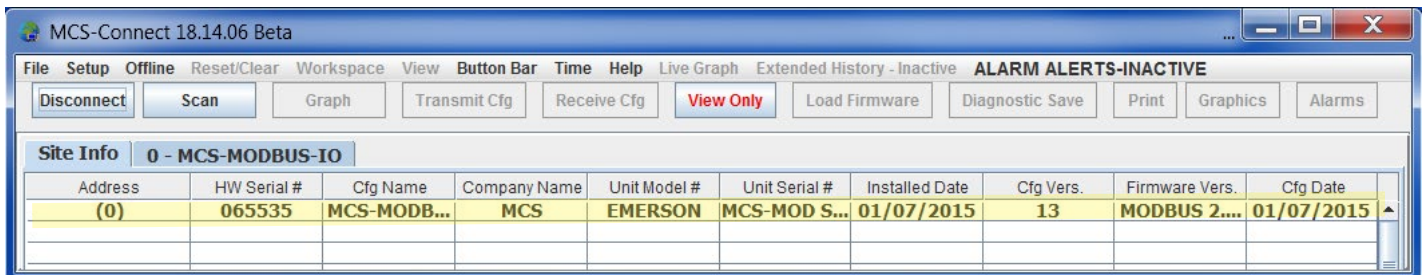 MCS-Connect 18.14.06 Beta ...
File Setup Offline Reset/Clear Workspace View Button Bar Time Help Live Graph Extended History - Inactive ALARM ALERTS-INACTIVE
Disconnect Scan Graph Transmit Cfg Receive Cfg View Only Load Firmware Diagnostic Save Print Graphics Alarms
Site Info 0 - MCS-MODBUS-IO
Address HW Serial # Cfg Name Company Name Unit Model # Unit Serial # Installed Date Cfg Vers. Firmware Vers. Cfg Date
(0) 065535 MCS-MODB... MCS EMERSON MCS-MOD S... 01/07/2015 13 MODBUS 2.... 01/07/2015